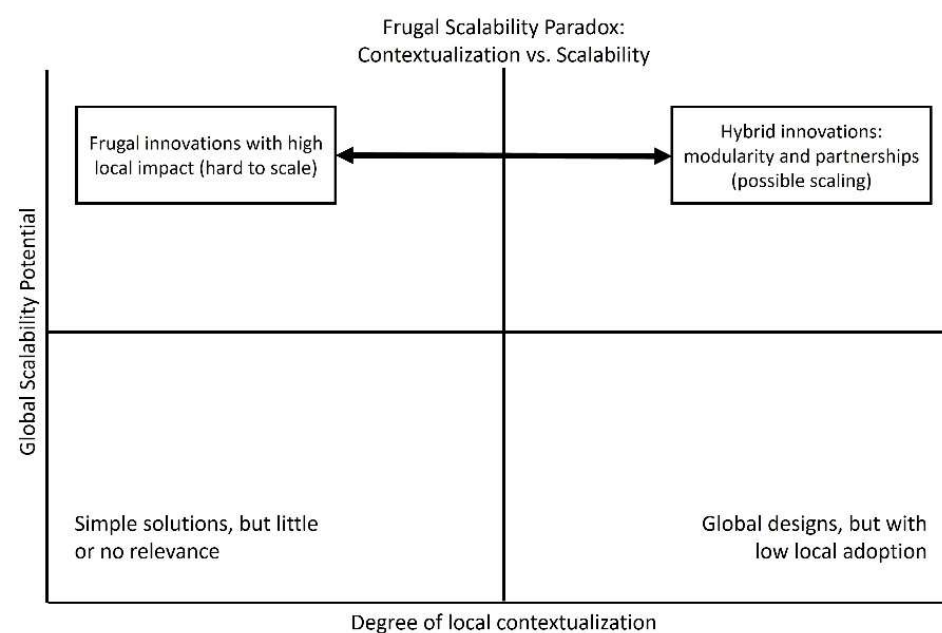 Frugal Scalability Paradox:
Contextualization vs. Scalability
Frugal innovations with high
local impact (hard to scale)
Hybrid innovations:
modularity and partnerships
(possible scaling)
Global Scalability Potential
Simple solutions, but little
or no relevance
Global designs, but with
low local adoption
Degree of local contextualization